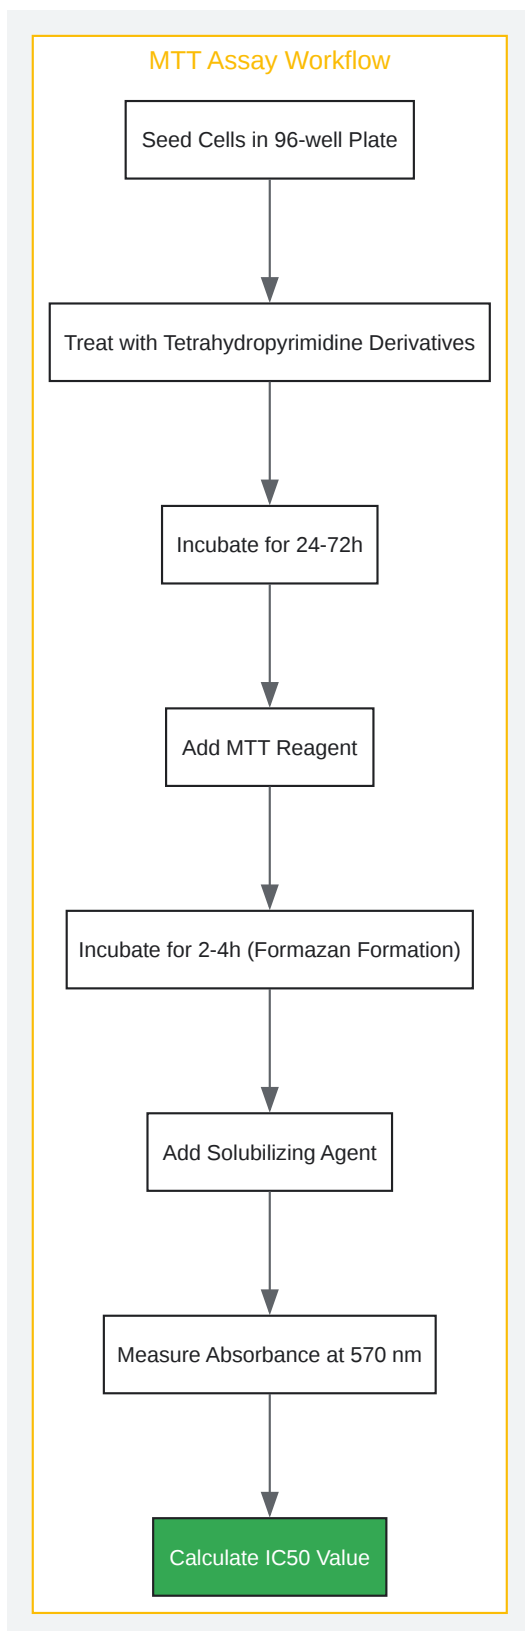 MTT Assay Workflow
Seed Cells in 96-well Plate
Treat with Tetrahydropyrimidine Derivatives
Incubate for 24-72h
Add MTT Reagent
Incubate for 2-4h (Formazan Formation)
Add Solubilizing Agent
Measure Absorbance at 570 nm
Calculate IC50 Value